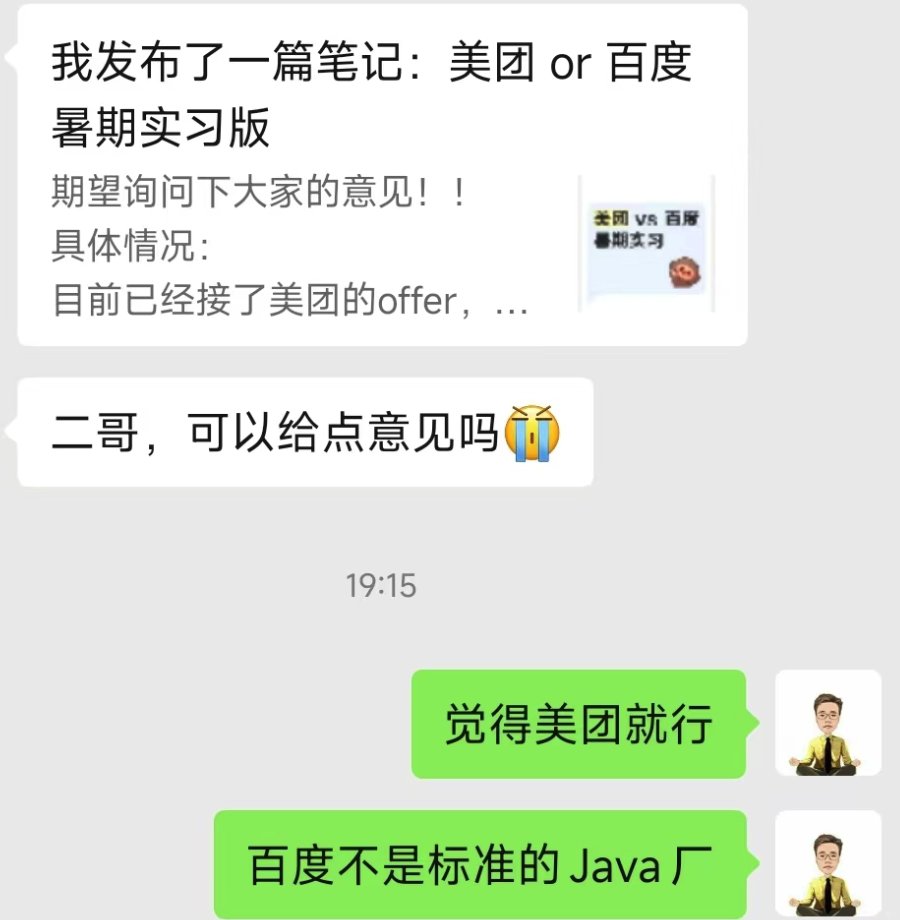 我发布了一篇笔记：美团 or 百度
暑期实习版
期望询问下大家的意见！！
具体情况：
目前已经接了美团的offer，...
美团 vs 百度
暑期实习
二哥，可以给点意见吗
19:15
觉得美团就行
百度不是标准的Java厂